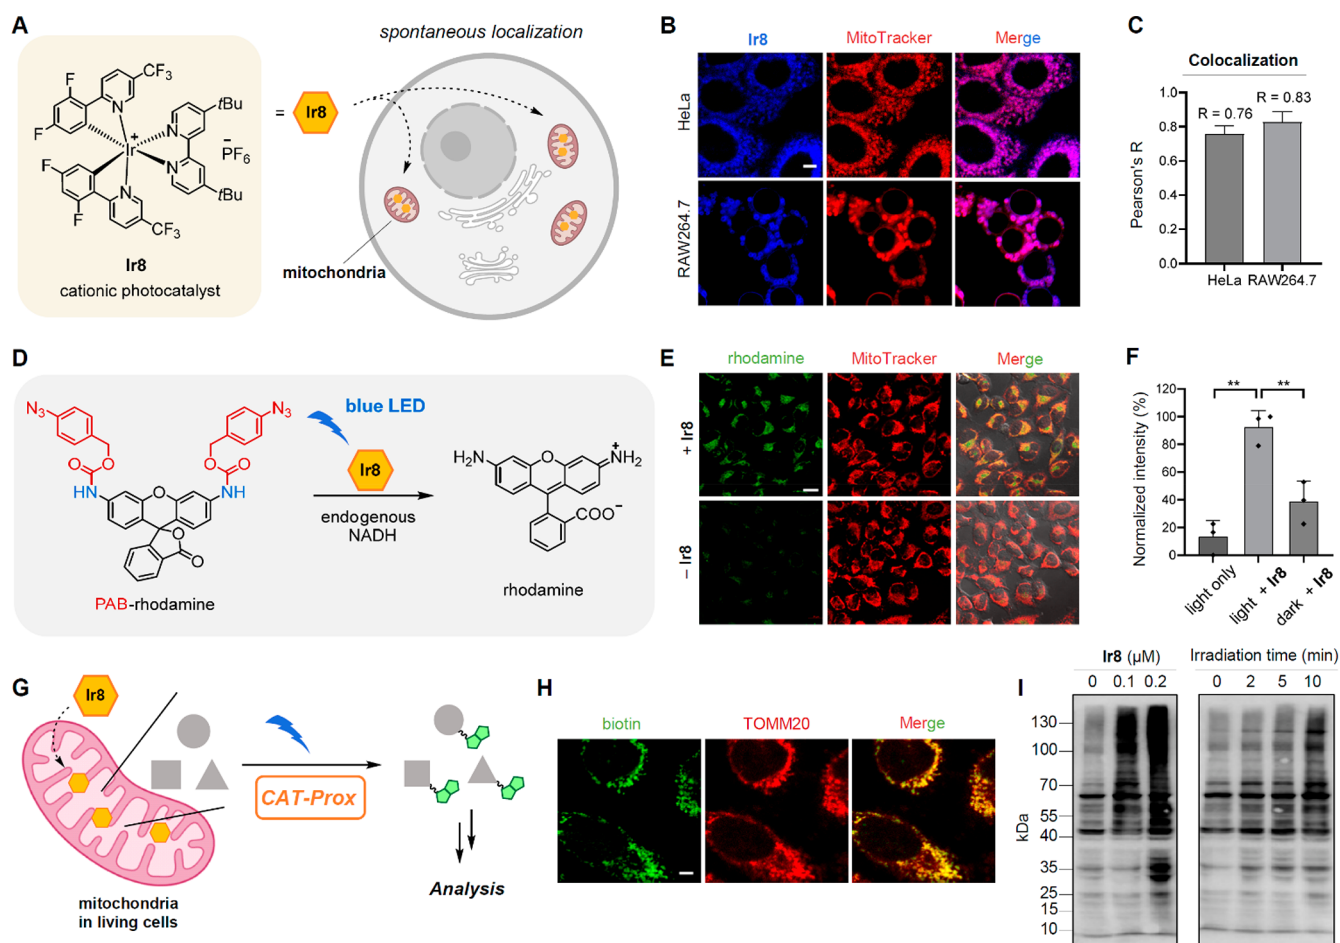 A
spontaneous localization
CF3
F
F
N
tBu
N
Ir
+
N
tBu
F
F
N
CF3
PF6
−
Ir8
cationic photocatalyst
= Ir8
mitochondria
B
Ir8 MitoTracker Merge
HeLa
RAW264.7
C
Colocalization
R = 0.76
R = 0.83
Pearson's R
1.0
0.8
0.6
0.4
0.2
0.0
HeLa RAW264.7
D
N3
N3
O
O
O
O
HN
O
NH
O
O
PAB-rhodamine
blue LED
Ir8
endogenous
NADH
H2N
O
NH2
+
COO−
rhodamine
E
rhodamine MitoTracker Merge
+ Ir8
− Ir8
F
Normalized intensity (%)
120
100
80
60
40
20
0
** **
light only
light + Ir8
dark + Ir8
G
Ir8
CAT-Prox
mitochondria
in living cells
Analysis
H
biotin TOMM20 Merge
I
Ir8 (μM) Irradiation time (min)
0 0.1 0.2 0 2 5 10
kDa
130
100
70
55
40
35
25
15
10